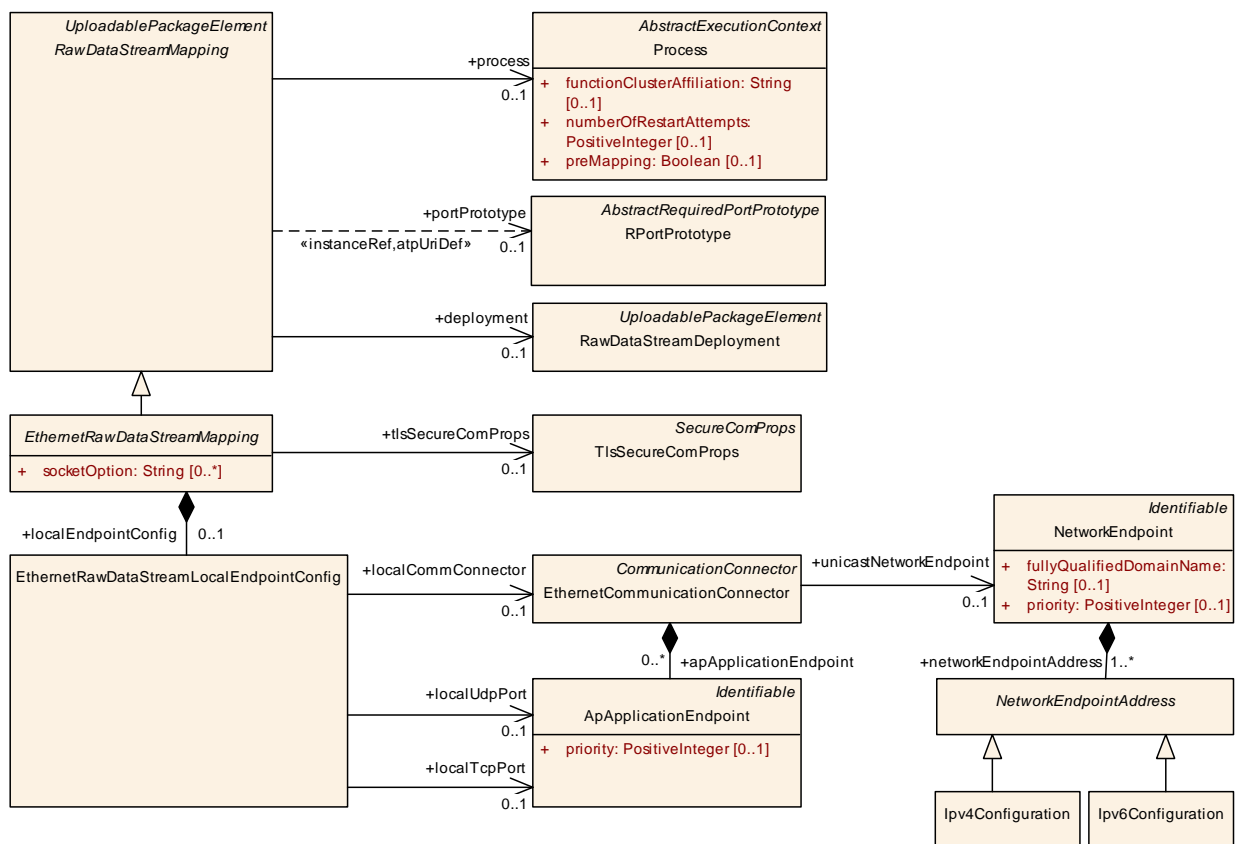 UploadablePackageElement
RawDataStreamMapping
+process
0..1
AbstractExecutionContext
Process
+ functionClusterAffiliation: String
[0..1]
+ numberOfRestartAttempts:
PositiveInteger [0..1]
+ preMapping: Boolean [0..1]
+portPrototype
«instanceRef,atpUriDef»
0..1
AbstractRequiredPortPrototype
RPortPrototype
+deployment
0..1
UploadablePackageElement
RawDataStreamDeployment
EthernetRawDataStreamMapping
+ socketOption: String [0..*]
+tlsSecureComProps
0..1
SecureComProps
TlsSecureComProps
+localEndpointConfig
0..1
EthernetRawDataStreamLocalEndpointConfig
+localCommConnector
0..1
CommunicationConnector
EthernetCommunicationConnector
+unicastNetworkEndpoint
0..1
Identifiable
NetworkEndpoint
+ fullyQualifiedDomainName:
String [0..1]
+ priority: PositiveInteger [0..1]
0..*
+apApplicationEndpoint
+networkEndpointAddress
1..*
+localUdpPort
0..1
Identifiable
ApApplicationEndpoint
+ priority: PositiveInteger [0..1]
NetworkEndpointAddress
+localTcpPort
0..1
Ipv4Configuration
Ipv6Configuration